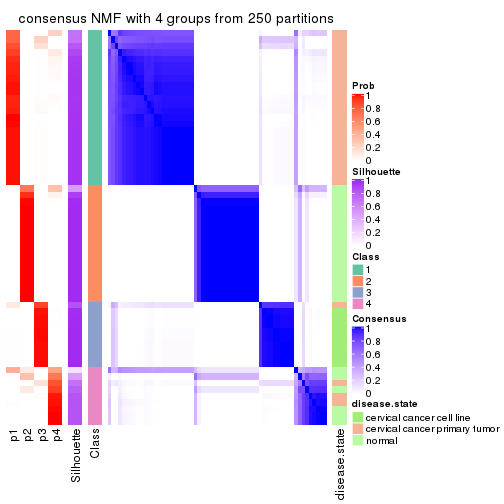 consensus NMF with 4 groups from 250 partitions
p1
p2
p3
p4
Silhouette
Class
disease.state
Prob
1
0.8
0.6
0.4
0.2
0
Silhouette
1
0.8
0.6
0.4
0.2
0
Class
1
2
3
4
Consensus
1
0.8
0.6
0.4
0.2
0
disease.state
cervical cancer cell line
cervical cancer primary tumor
normal